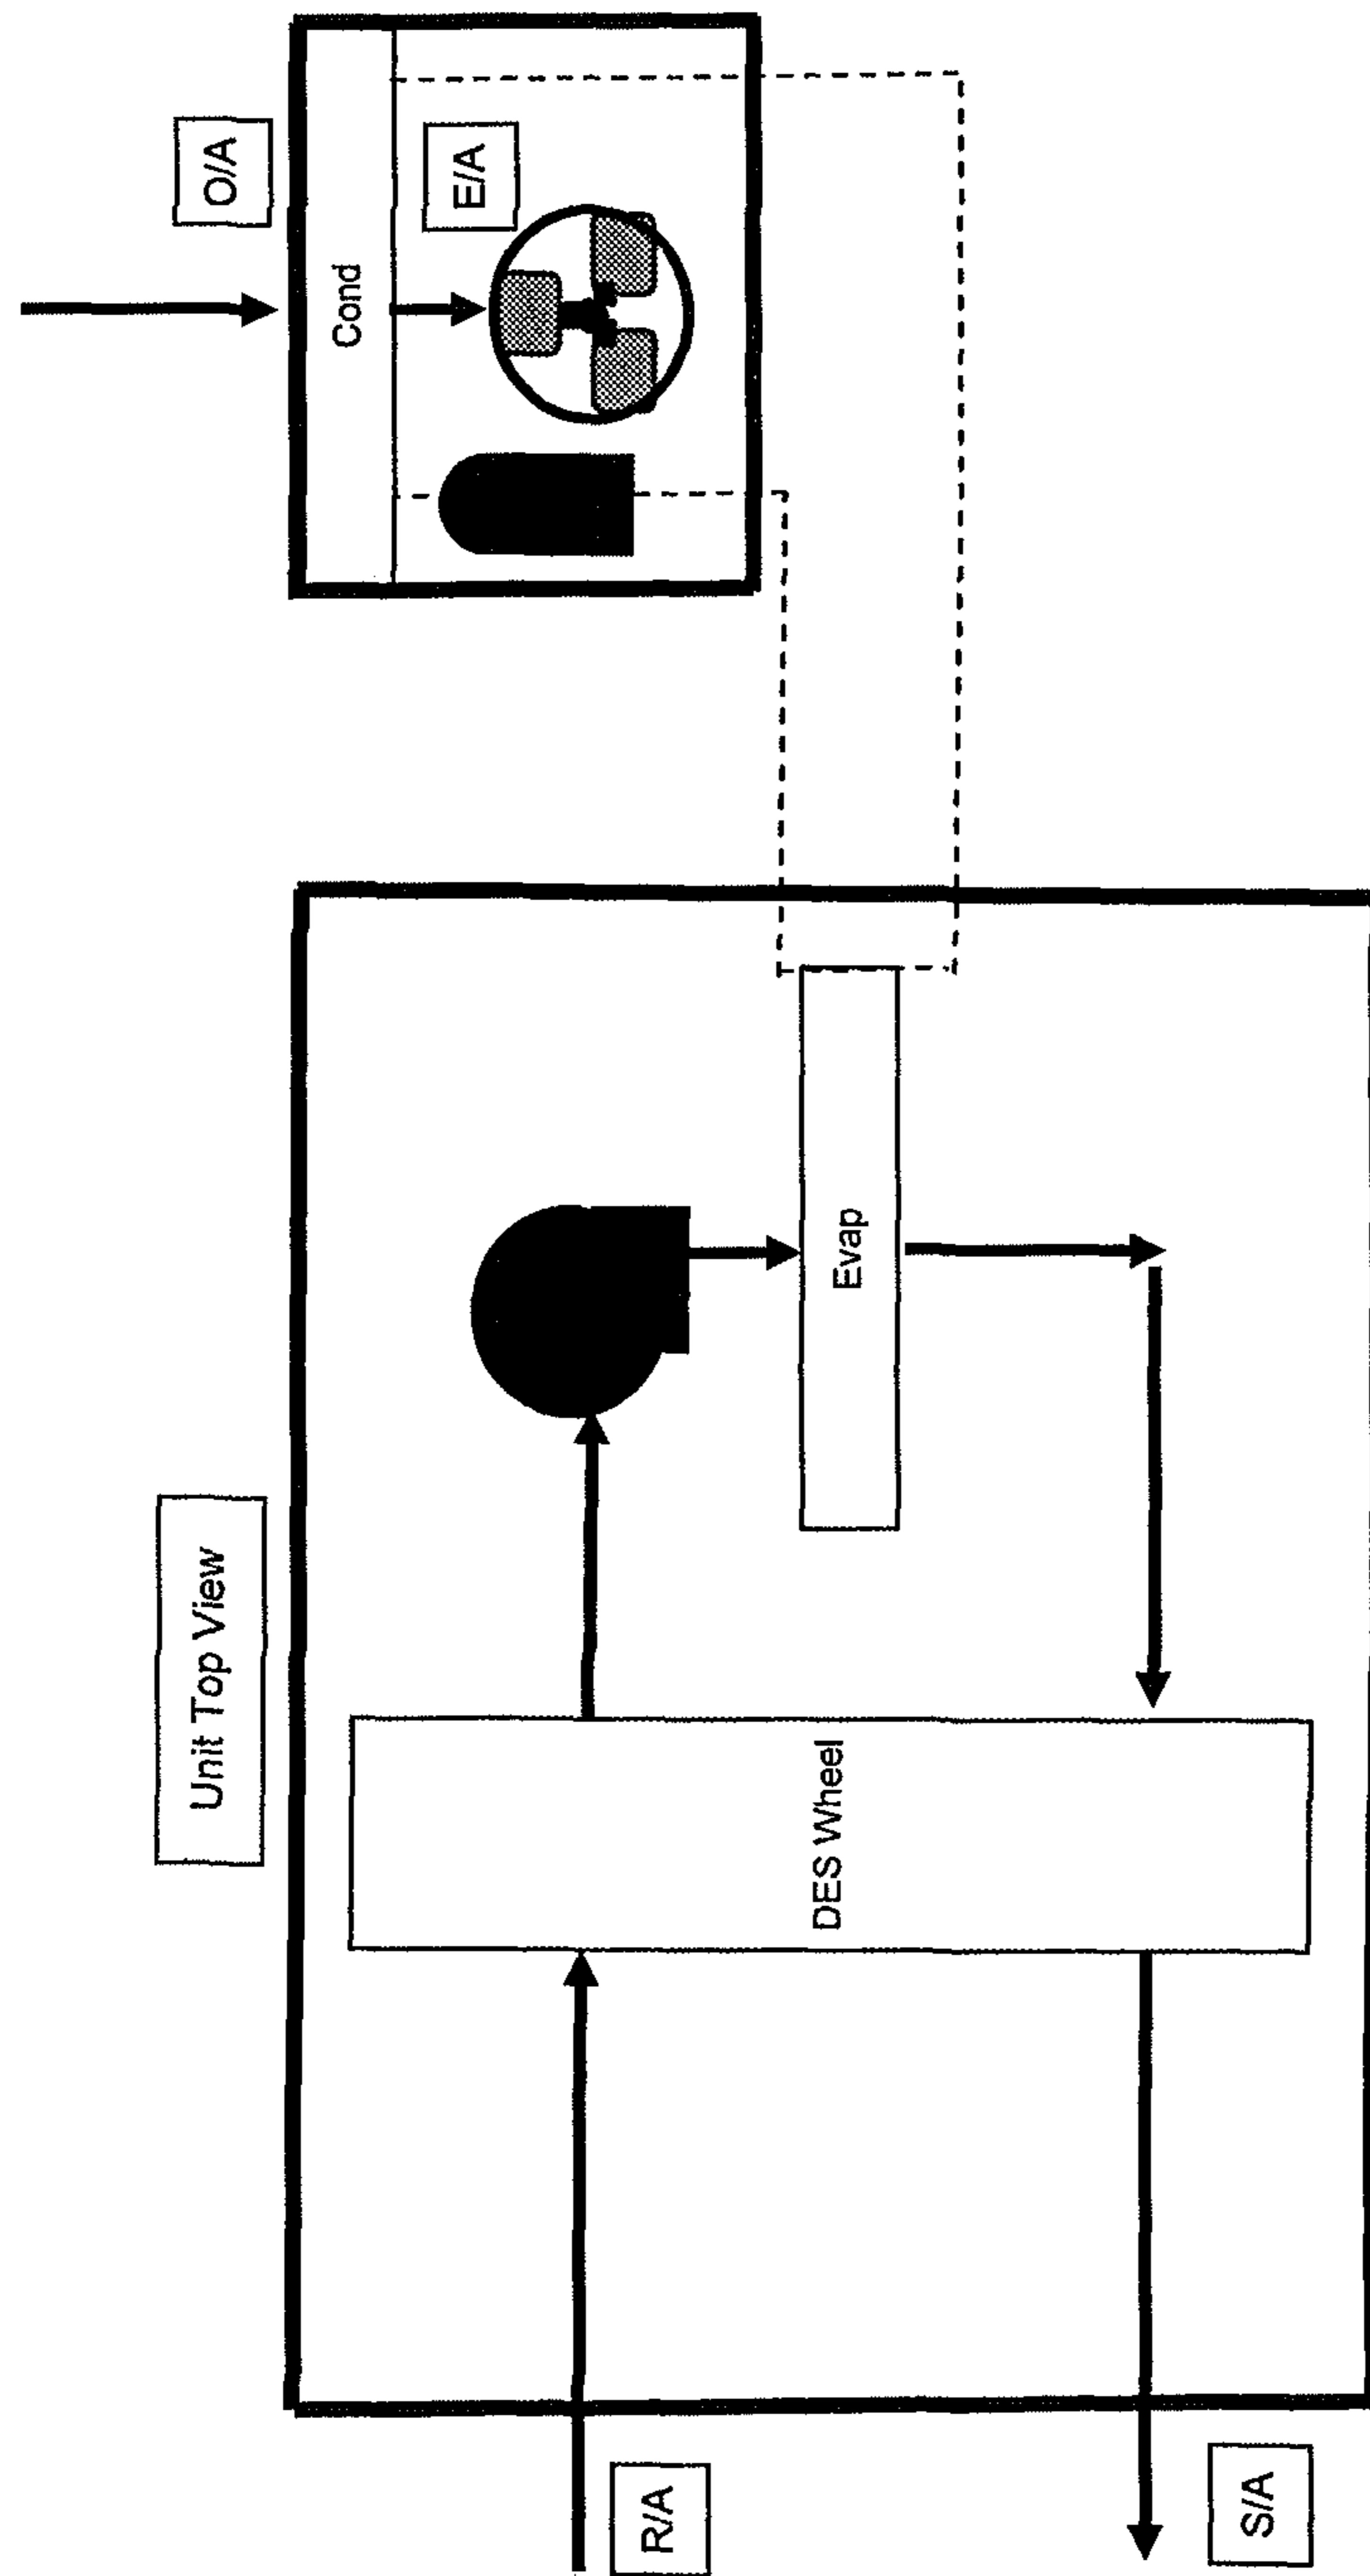 Unit Top View
O/A
Cond
E/A
R/A
DES Wheel
Evap
S/A